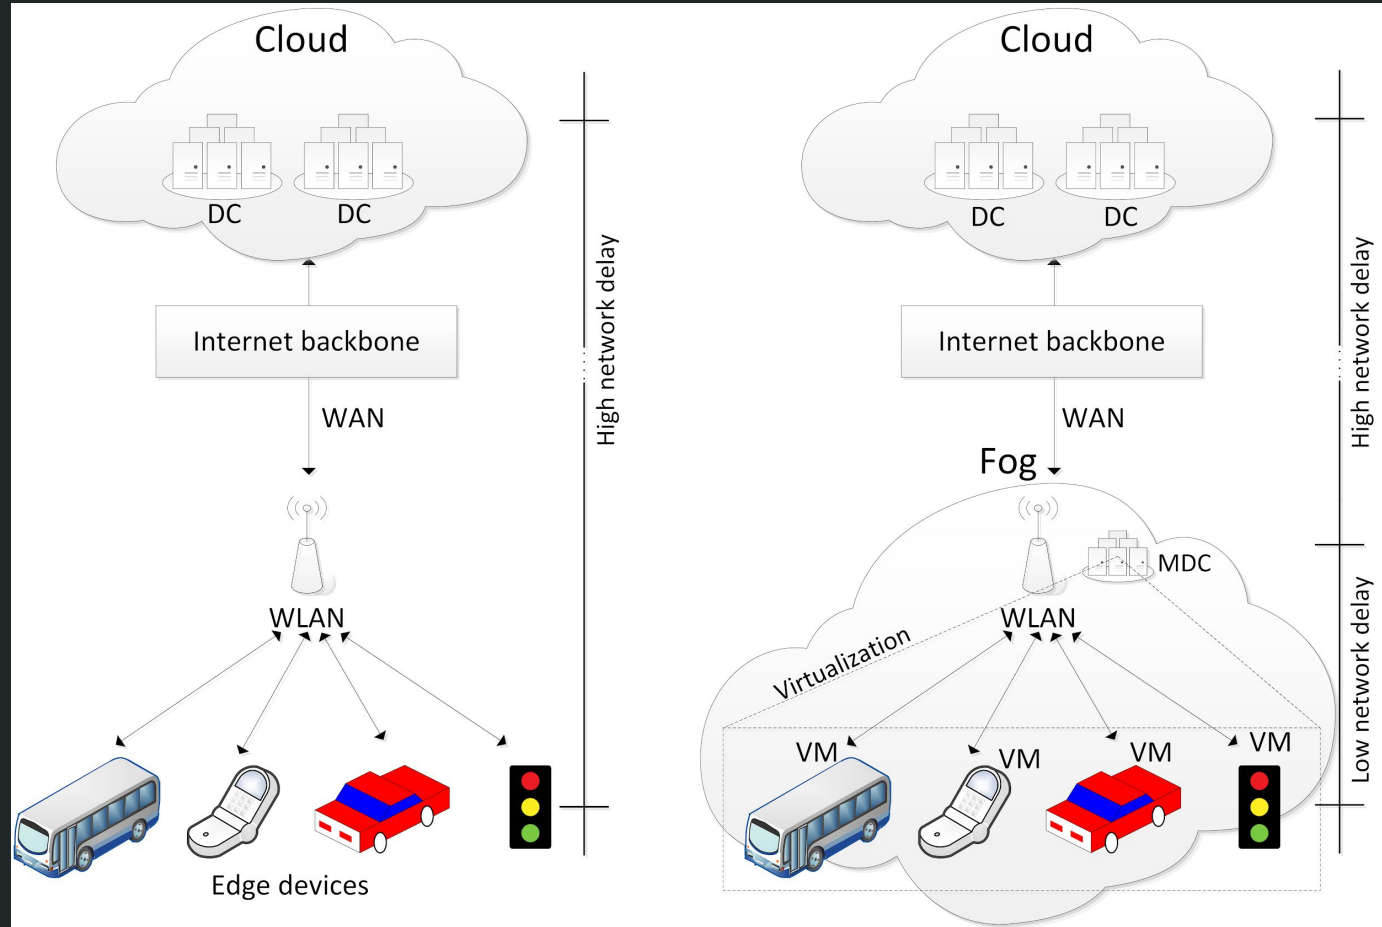 Cloud
DC
DC
Internet backbone
WAN
WLAN
Edge devices
High network delay
Cloud
DC
DC
Internet backbone
WAN
Fog
MDC
WLAN
Virtualization
VM
VM
VM
VM
High network delay
Low network delay